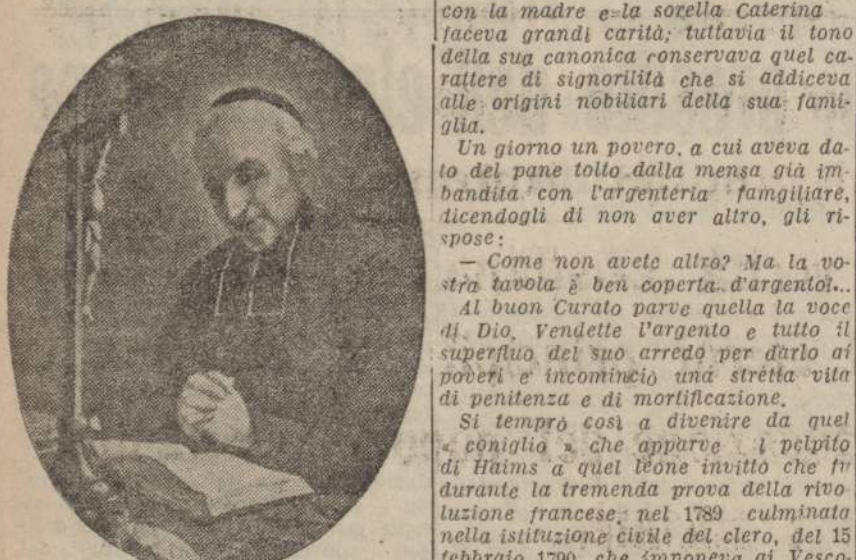 con la madre e la sorella Caterina
faceva grandi carità; tuttavia il tono
della sua canonica conservava quel ca-
rattere di signorilità che si addiceva
alle origini nobiliari della sua fami-
glia.
Un giorno un povero, a cui aveva da-
to del pane tolto dalla mensa già im-
bandita con l'argenteria famgiliare,
dicendogli di non aver altro, gli ri-
spose:
— Come non avete altro? Ma la vo-
stra tavola è ben coperta d'argento!...
Al buon Curato parve quella la voce
di Dio. Vendette l'argento e tutto il
superfluo del suo arredo per darlo ai
poveri e incominciò una stretta vita
di penitenza e di mortificazione.
Si temprò così a divenire da quel
« coniglio » che apparve l pulpito
di Haims a quel leone invitto che fu
durante la tremenda prova della rivo-
luzione francese, nel 1789 culminata
nella istituzione civile del clero, del 15
febbraio 1790 che imponeva ai Vesco-